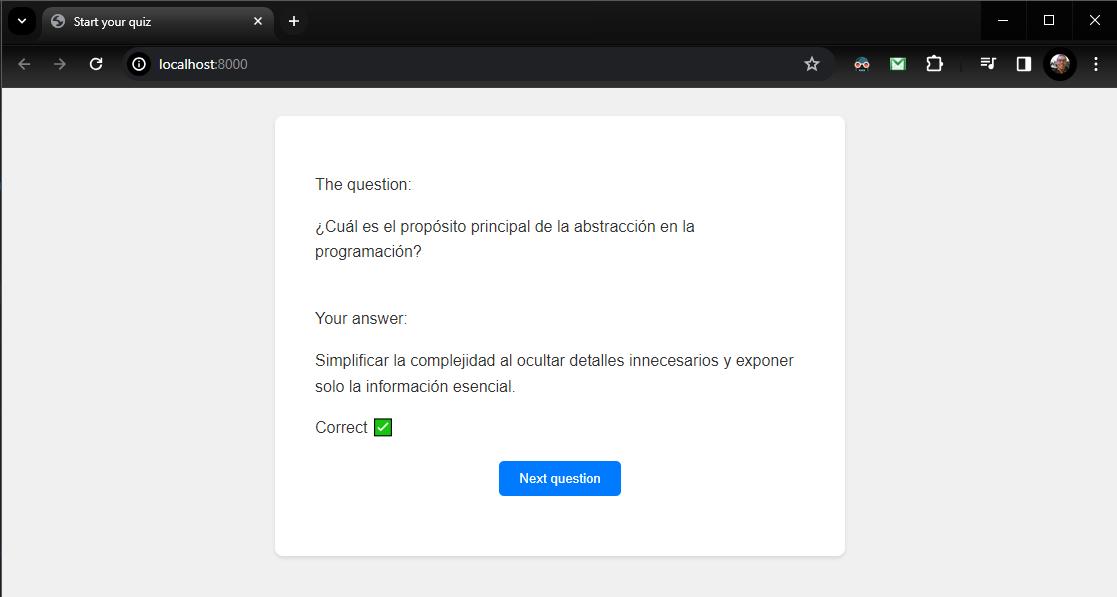 Start your quiz
localhost:8000
The question:
¿Cuál es el propósito principal de la abstracción en la
programación?
Your answer:
Simplificar la complejidad al ocultar detalles innecesarios y exponer
solo la información esencial.
Correct ✅
Next question